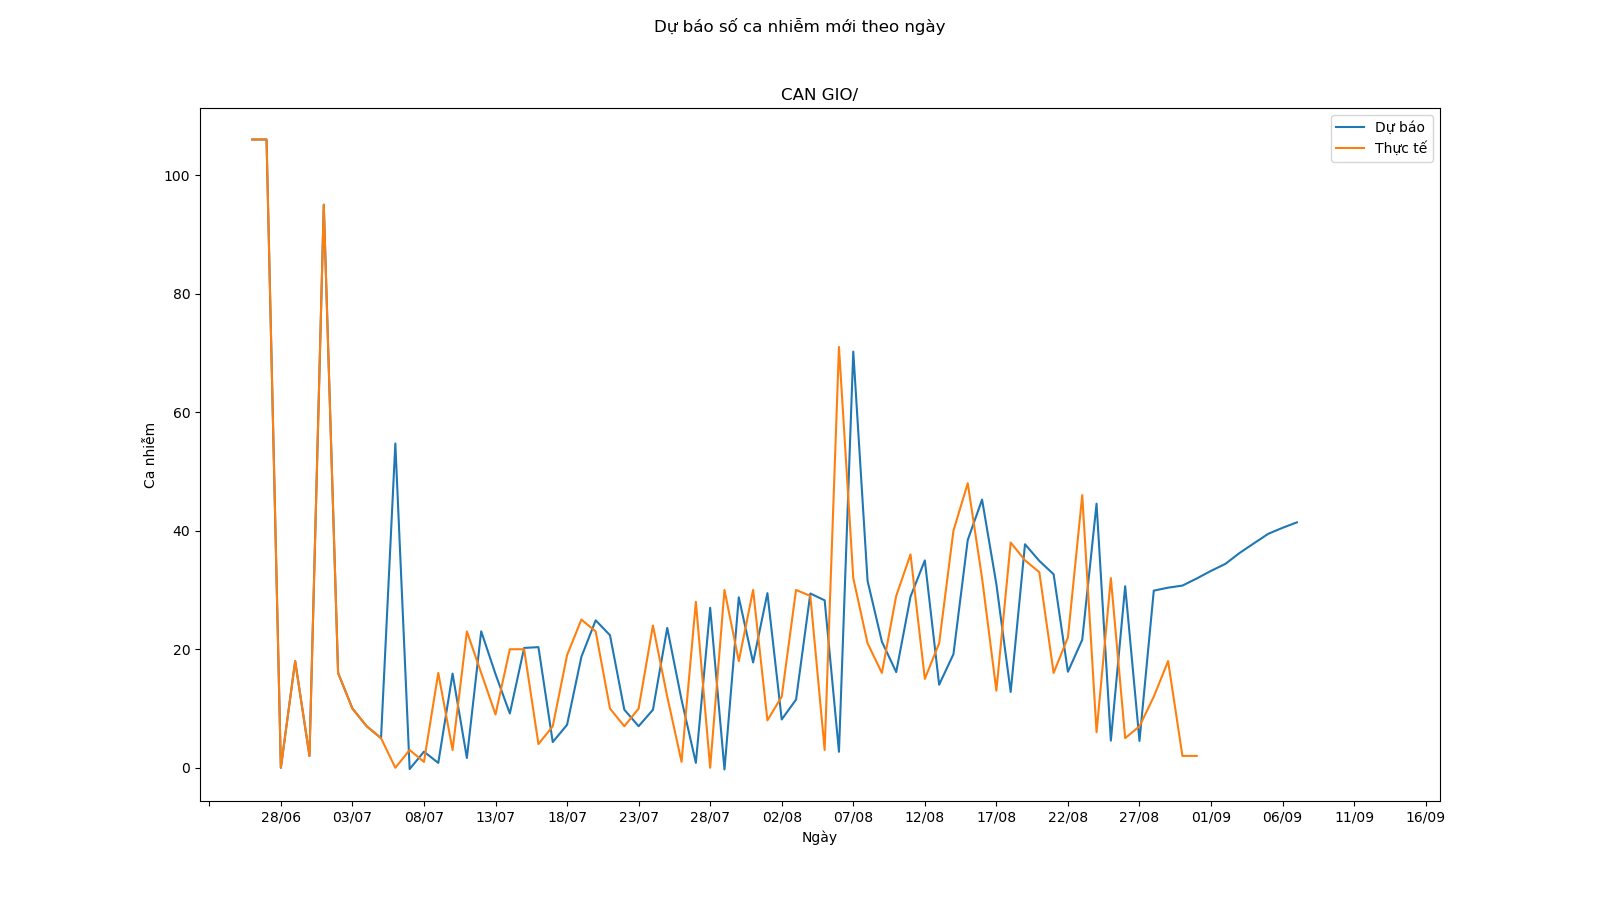 Dự báo số ca nhiễm mới theo ngày
CAN GIO/
Dự báo
Thực tế
100
80
60
40
20
0
Ca nhiễm
28/06 03/07 08/07 13/07 18/07 23/07 28/07 02/08 07/08 12/08 17/08 22/08 27/08 01/09 06/09 11/09 16/09
Ngày